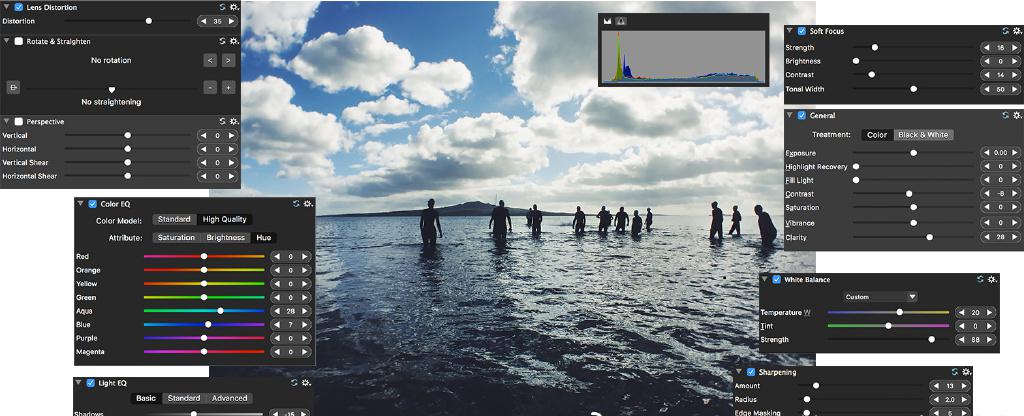 Lens Distortion
Distortion 35
Rotate & Straighten
No rotation
< >
No straightening
- +
Perspective
Vertical 0
Horizontal 0
Vertical Shear 0
Horizontal Shear 0
Color EQ
Color Model: Standard High Quality
Attribute: Saturation Brightness Hue
Red 0
Orange 0
Yellow 0
Green 0
Aqua 28
Blue 7
Purple 0
Magenta 0
Light EQ
Basic Standard Advanced
Shadows -15
Soft Focus
Strength 16
Brightness 0
Contrast 14
Tonal Width 50
General
Treatment: Color Black & White
Exposure 0.00
Highlight Recovery 0
Fill Light 0
Contrast -8
Saturation 0
Vibrance 0
Clarity 28
White Balance
Custom
Temperature W 20
Tint 0
Strength 88
Sharpening
Amount 13
Radius 2.0
Edge Masking 5